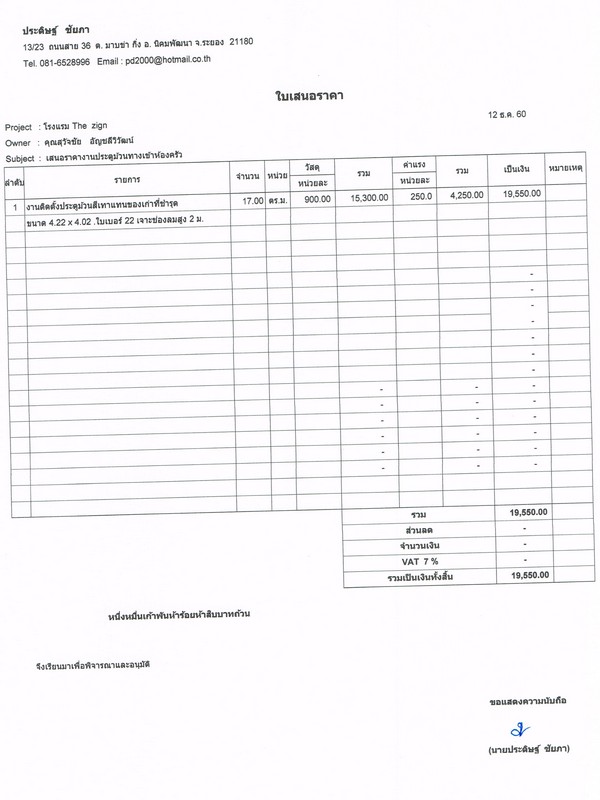 ประดิษฐ์ ชัยภา
13/23 ถนนสาย 36 ต. มาบข่า กิ่ง อ. นิคมพัฒนา จ.ระยอง 21180
Tel. 081-6528996 Email : pd2000@hotmail.co.th
ใบเสนอราคา
12 ธ.ค. 60
Project : โรงแรม The zign
Owner : คุณสุวัจชัย อัญชลีวิวัฒน์
Subject : เสนอราคางานประตูม้วนทางเข้าห้องครัว
ลำดับ รายการ จำนวน หน่วย วัสดุ หน่วยละ รวม ค่าแรง หน่วยละ รวม เป็นเงิน หมายเหตุ
1 งานติดตั้งประตูม้วนสีเทาแทนของเก่าที่ชำรุด 17.00 ตร.ม. 900.00 15,300.00 250.0 4,250.00 19,550.00
ขนาด 4.22 x 4.02 .ใบเบอร์ 22 เจาะช่องลมสูง 2 ม.
-
-
-
-
-
-
-
- - -
- - -
- - -
- - -
- - -
- - -
รวม 19,550.00
ส่วนลด -
จำนวนเงิน -
VAT 7 % -
รวมเป็นเงินทั้งสิ้น 19,550.00
หนึ่งหมื่นเก้าพันห้าร้อยห้าสิบบาทถ้วน
จึงเรียนมาเพื่อพิจารณาและอนุมัติ
ขอแสดงความนับถือ
(นายประดิษฐ์ ชัยภา)